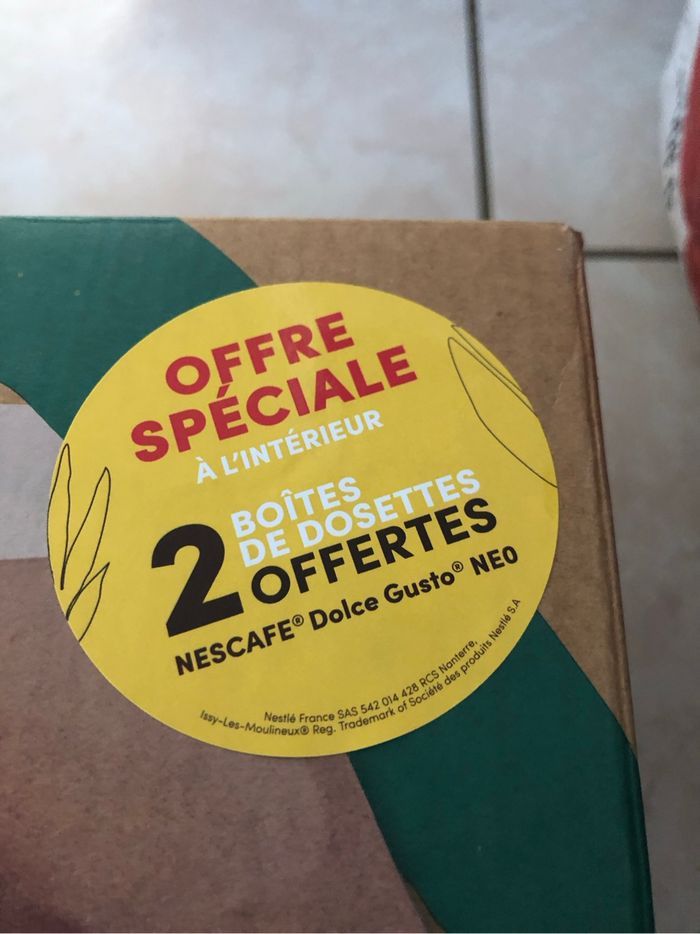 OFFRE
SPÉCIALE
À L'INTÉRIEUR
2 BOÎTES
DE DOSETTES
OFFERTES
NESCAFE® Dolce Gusto® NEO
Nestlé France SAS 542 014 428 RCS Nanterre,
Issy-Les-Moulineux® Reg. Trademark of Société des produits Nestlé S.A